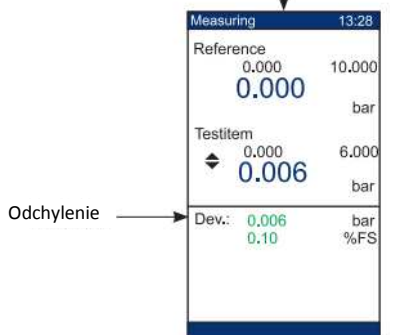 Measuring 13:28
Reference
0.000 10.000
0.000
bar
Testitem
0.000 6.000
0.006
bar
Odchylenie
Dev.: 0.006 bar
0.10 %FS